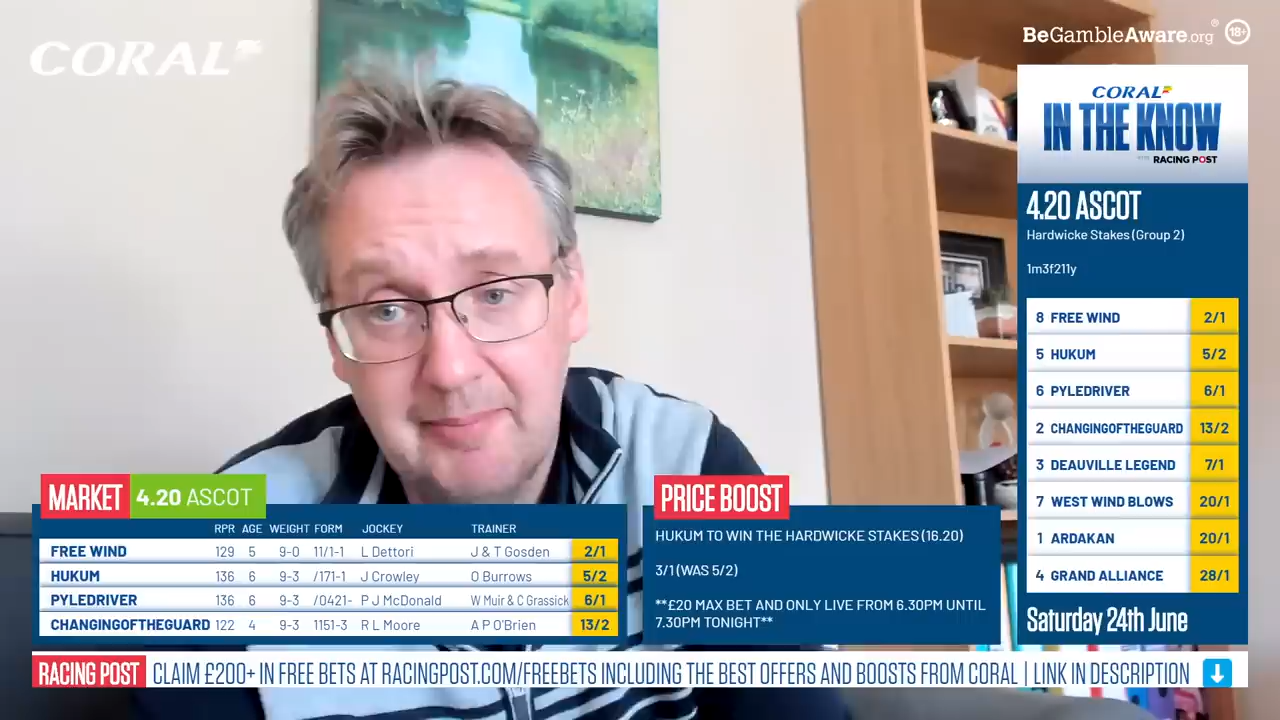 CORAL
BeGambleAware.org® 18+
CORAL
IN THE KNOW
WITH RACING POST
4.20 ASCOT
Hardwicke Stakes (Group 2)
1m3f211y
8 FREE WIND 2/1
5 HUKUM 5/2
6 PYLEDRIVER 6/1
2 CHANGINGOFTHEGUARD 13/2
3 DEAUVILLE LEGEND 7/1
7 WEST WIND BLOWS 20/1
1 ARDAKAN 20/1
4 GRAND ALLIANCE 28/1
Saturday 24th June
MARKET 4.20 ASCOT
RPR AGE WEIGHT FORM JOCKEY TRAINER
FREE WIND 129 5 9-0 11/1-1 L Dettori J & T Gosden 2/1
HUKUM 136 6 9-3 /171-1 J Crowley O Burrows 5/2
PYLEDRIVER 136 6 9-3 /0421- P J McDonald W Muir & C Grassick 6/1
CHANGINGOFTHEGUARD 122 4 9-3 1151-3 R L Moore A P O'Brien 13/2
PRICE BOOST
HUKUM TO WIN THE HARDWICKE STAKES (16.20)
3/1 (WAS 5/2)
**£20 MAX BET AND ONLY LIVE FROM 6.30PM UNTIL
7.30PM TONIGHT**
RACING POST CLAIM £200+ IN FREE BETS AT RACINGPOST.COM/FREEBETS INCLUDING THE BEST OFFERS AND BOOSTS FROM CORAL | LINK IN DESCRIPTION